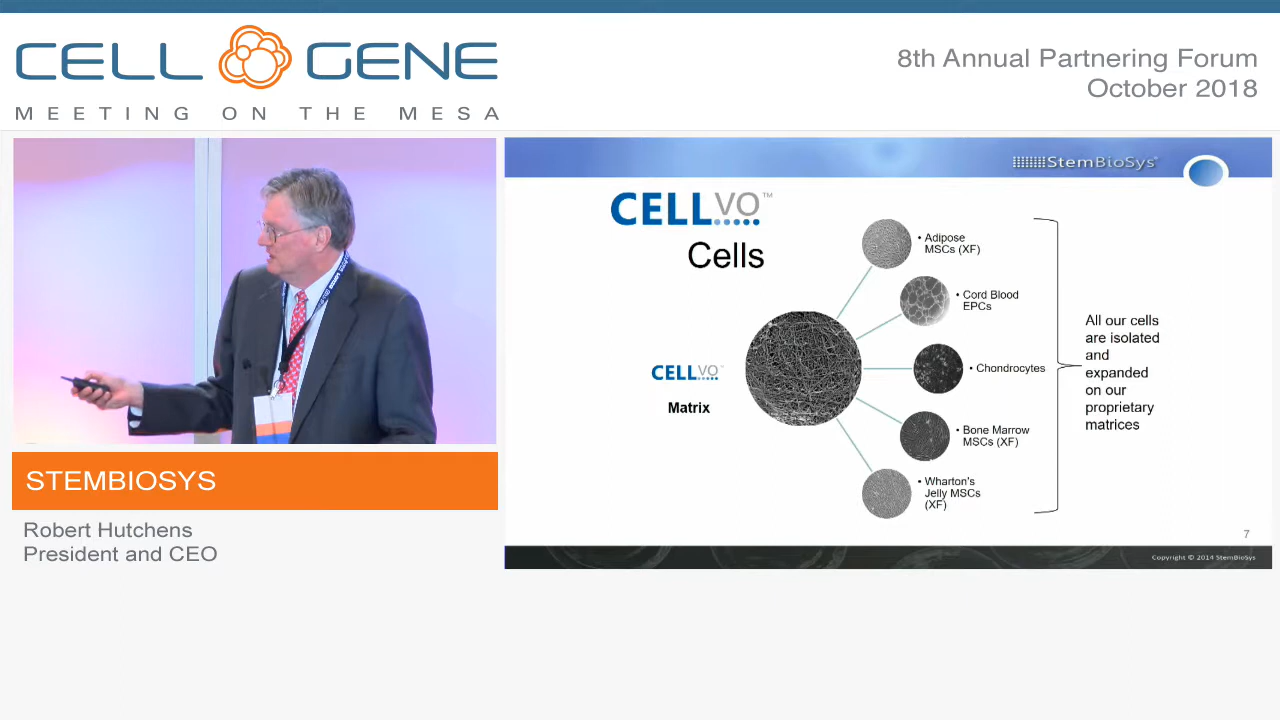 CELL GENE
MEETING ON THE MESA
8th Annual Partnering Forum
October 2018
StemBioSys
CELLVO™
Cells
CELLVO™
Matrix
• Adipose
MSCs (XF)
• Cord Blood
EPCs
• Chondrocytes
• Bone Marrow
MSCs (XF)
• Wharton's
Jelly MSCs
(XF)
All our cells
are isolated
and
expanded
on our
proprietary
matrices
7
Copyright © 2014 StemBioSys
STEMBIOSYS
Robert Hutchens
President and CEO